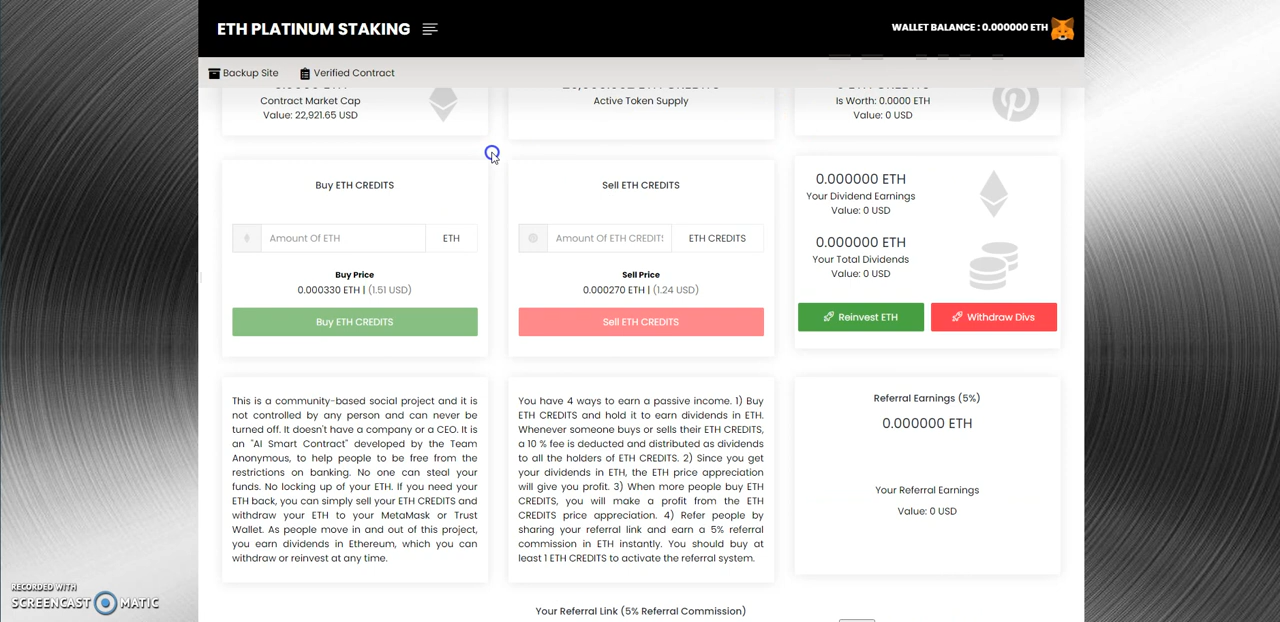 ETH PLATINUM STAKING
WALLET BALANCE : 0.000000 ETH
Backup Site
Verified Contract
Contract Market Cap
Value: 22,921.65 USD
Active Token Supply
Is Worth: 0.0000 ETH
Value: 0 USD
Buy ETH CREDITS
Amount Of ETH
ETH
Buy Price
0.000330 ETH | (1.51 USD)
Buy ETH CREDITS
Sell ETH CREDITS
Amount Of ETH CREDITS
ETH CREDITS
Sell Price
0.000270 ETH | (1.24 USD)
Sell ETH CREDITS
0.000000 ETH
Your Dividend Earnings
Value: 0 USD
0.000000 ETH
Your Total Dividends
Value: 0 USD
Reinvest ETH
Withdraw Divs
This is a community-based social project and it is
not controlled by any person and can never be
turned off. It doesn't have a company or a CEO. It is
an "AI Smart Contract" developed by the Team
Anonymous, to help people to be free from the
restrictions on banking. No one can steal your
funds. No locking up of your ETH. If you need your
ETH back, you can simply sell your ETH CREDITS and
withdraw your ETH to your MetaMask or Trust
Wallet. As people move in and out of this project,
you earn dividends in Ethereum, which you can
withdraw or reinvest at any time.
You have 4 ways to earn a passive income. 1) Buy
ETH CREDITS and hold it to earn dividends in ETH.
Whenever someone buys or sells their ETH CREDITS,
a 10 % fee is deducted and distributed as dividends
to all the holders of ETH CREDITS. 2) Since you get
your dividends in ETH, the ETH price appreciation
will give you profit. 3) When more people buy ETH
CREDITS, you will make a profit from the ETH
CREDITS price appreciation. 4) Refer people by
sharing your referral link and earn a 5% referral
commission in ETH instantly. You should buy at
least 1 ETH CREDITS to activate the referral system.
Referral Earnings (5%)
0.000000 ETH
Your Referral Earnings
Value: 0 USD
Your Referral Link (5% Referral Commission)
RECORDED WITH
SCREENCAST MATIC